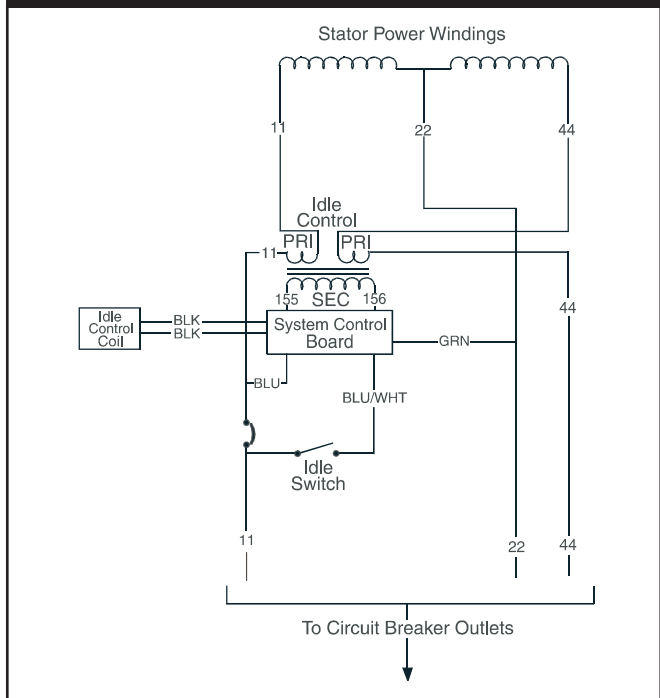 Stator Power Windings
11
22
44
Idle
Control
11
PRI
PRI
155
SEC
156
44
Idle
Control
Coil
BLK
BLK
System Control
Board
GRN
BLU
BLU/WHT
Idle
Switch
11
22
44
To Circuit Breaker Outlets